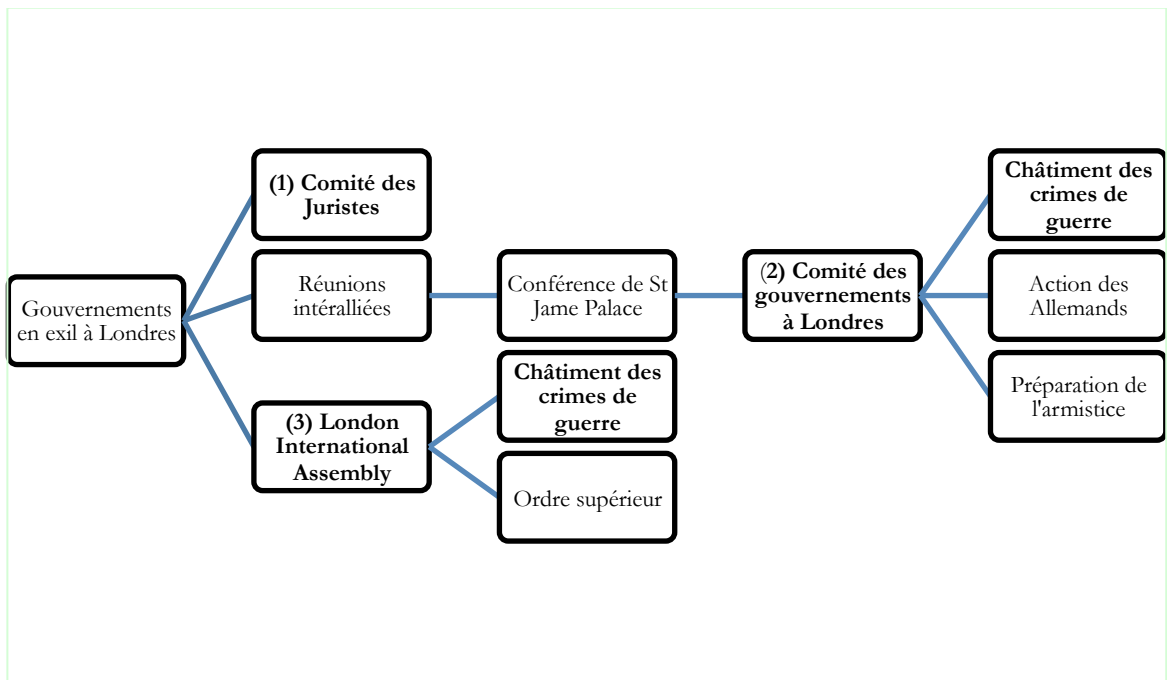 Gouvernements
en exil à Londres
(1) Comité des
Juristes
Réunions
intéralliées
Conférence de St
Jame Palace
(2) Comité des
gouvernements
à Londres
Châtiment des
crimes de
guerre
Action des
Allemands
Préparation de
l'armistice
(3) London
International
Assembly
Châtiment des
crimes de
guerre
Ordre supérieur